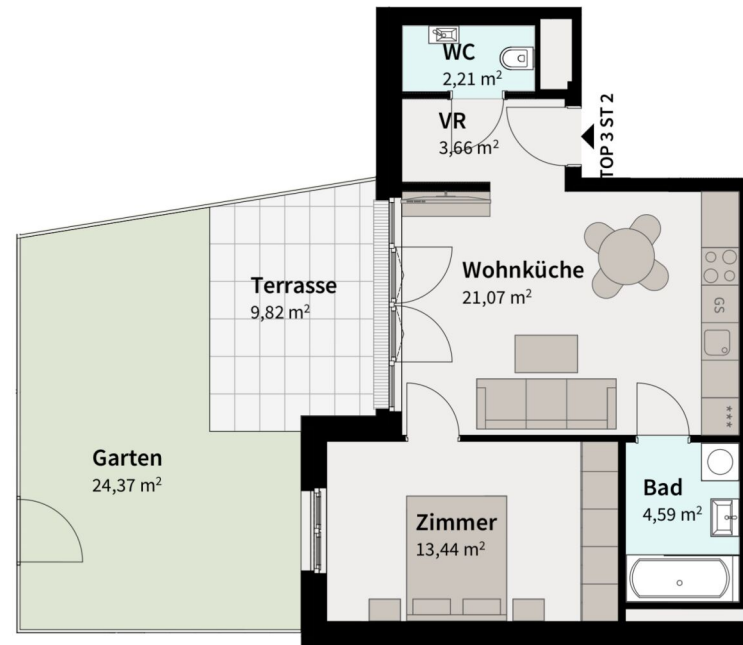 WC
2,21 m²
VR
3,66 m²
TOP 3 ST 2
Terrasse
9,82 m²
Wohnküche
21,07 m²
GS
***
Garten
24,37 m²
Zimmer
13,44 m²
Bad
4,59 m²